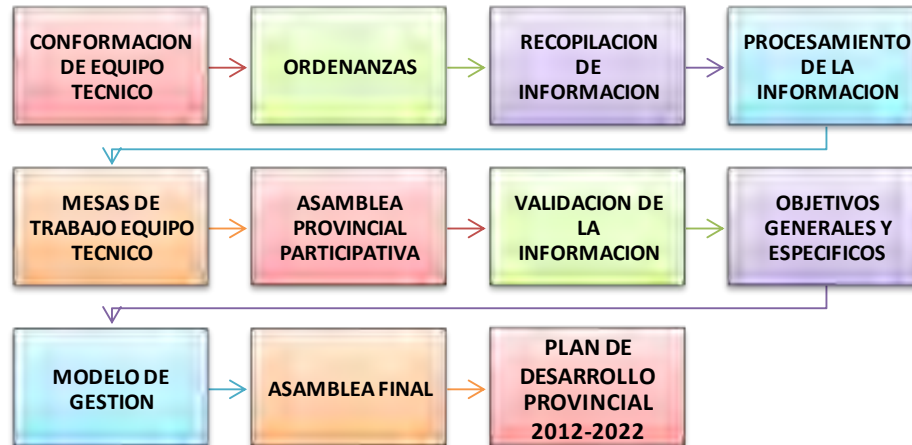 CONFORMACION
DE EQUIPO
TECNICO
ORDENANZAS
RECOPILACION
DE
INFORMACION
PROCESAMIENTO
DE LA
INFORMACION
MESAS DE
TRABAJO EQUIPO
TECNICO
ASAMBLEA
PROVINCIAL
PARTICIPATIVA
VALIDACION DE
LA
INFORMACION
OBJETIVOS
GENERALES Y
ESPECIFICOS
MODELO DE
GESTION
ASAMBLEA FINAL
PLAN DE
DESARROLLO
PROVINCIAL
2012-2022